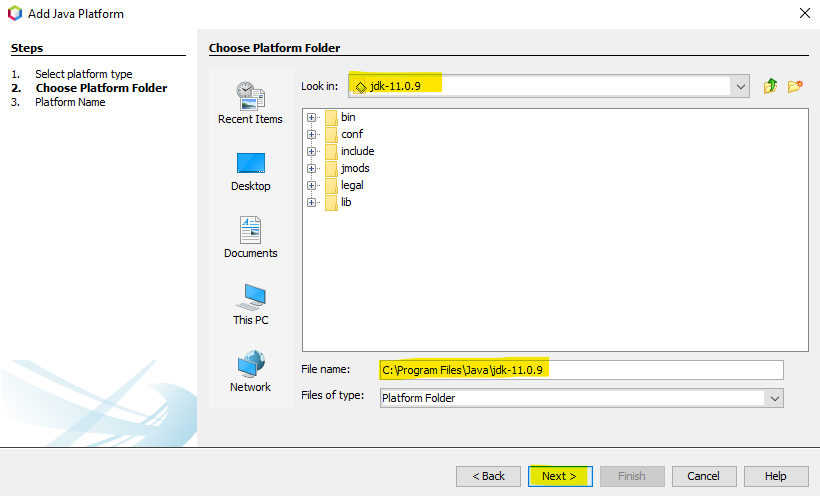 Add Java Platform
Steps
1. Select platform type
2. Choose Platform Folder
3. Platform Name
Choose Platform Folder
Look in: jdk-11.0.9
Recent Items
Desktop
Documents
This PC
Network
bin
conf
include
jmods
legal
lib
File name: C:\Program Files\Java\jdk-11.0.9
Files of type: Platform Folder
< Back Next > Finish Cancel Help